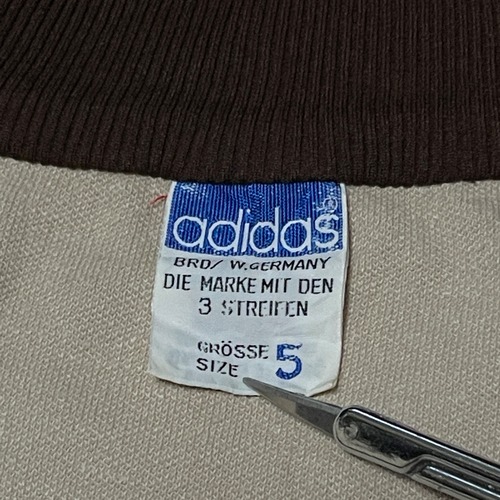 adidas®
BRD/ W.GERMANY
DIE MARKE MIT DEN
3 STREIFEN
GRÖSSE 5
SIZE